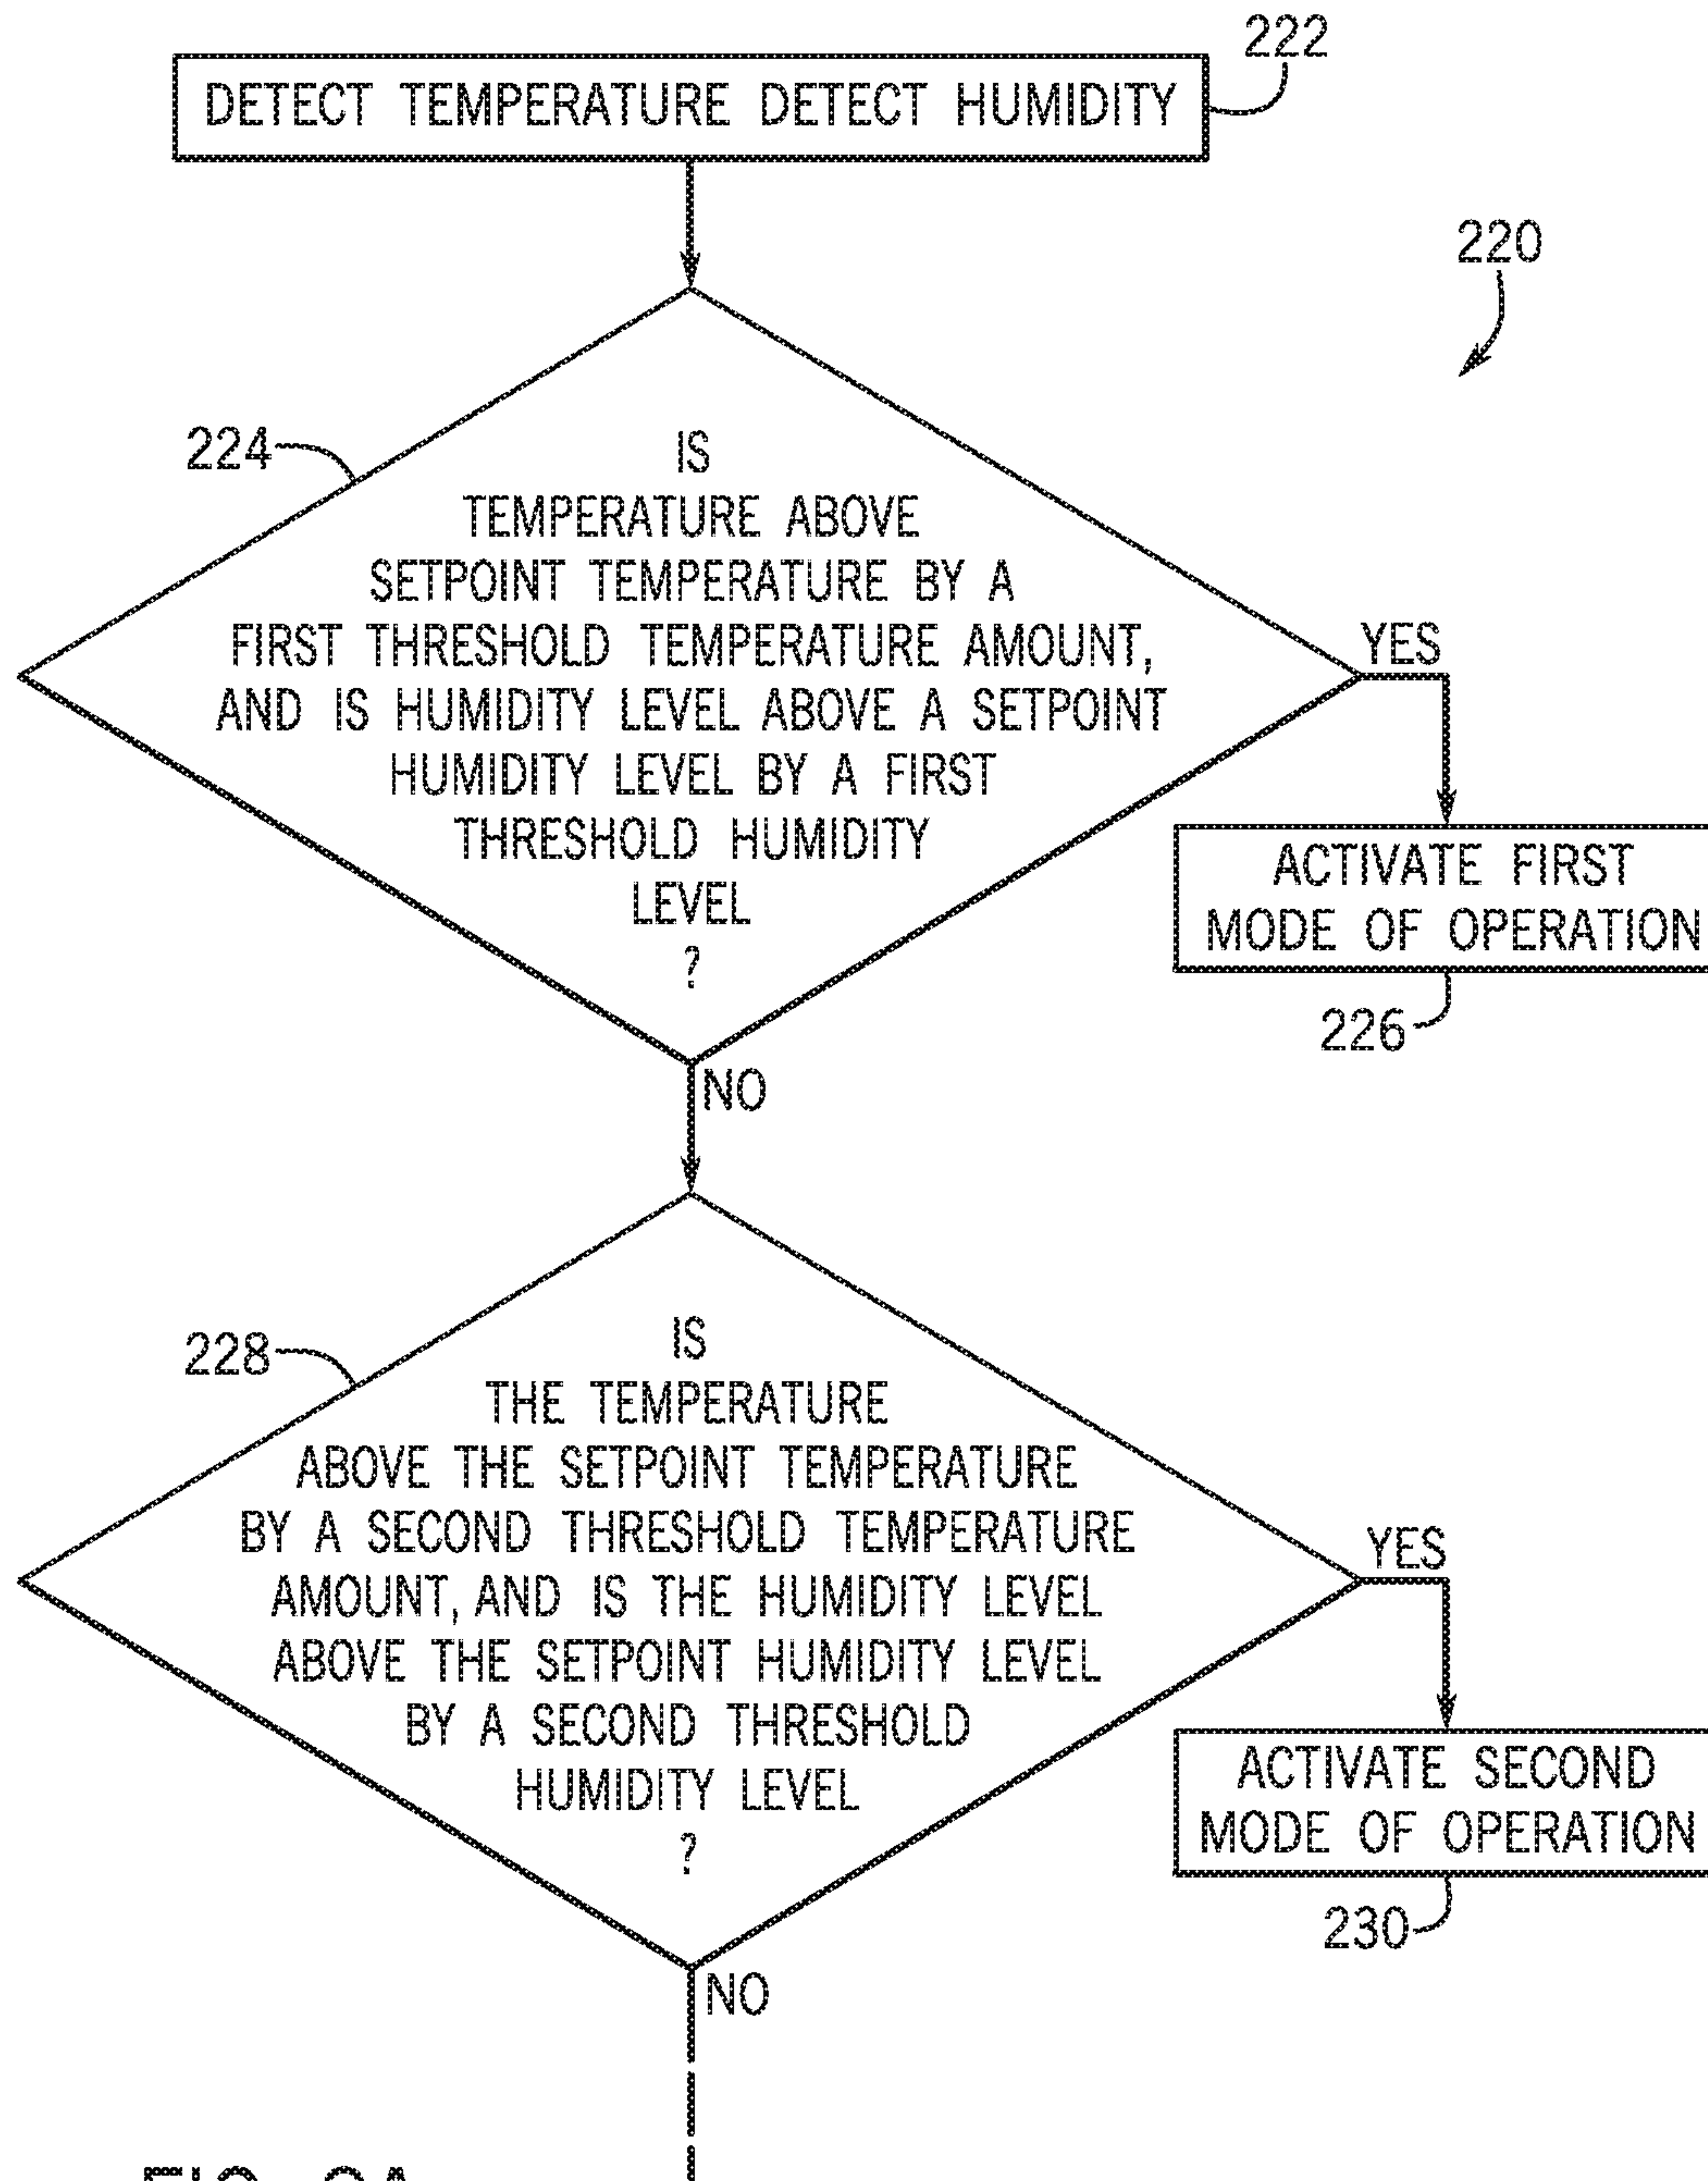 222
DETECT TEMPERATURE DETECT HUMIDITY
220
224
IS
TEMPERATURE ABOVE
SETPOINT TEMPERATURE BY A
FIRST THRESHOLD TEMPERATURE AMOUNT,
AND IS HUMIDITY LEVEL ABOVE A SETPOINT
HUMIDITY LEVEL BY A FIRST
THRESHOLD HUMIDITY
LEVEL
?
YES
ACTIVATE FIRST
MODE OF OPERATION
226
NO
228
IS
THE TEMPERATURE
ABOVE THE SETPOINT TEMPERATURE
BY A SECOND THRESHOLD TEMPERATURE
AMOUNT, AND IS THE HUMIDITY LEVEL
ABOVE THE SETPOINT HUMIDITY LEVEL
BY A SECOND THRESHOLD
HUMIDITY LEVEL
?
YES
ACTIVATE SECOND
MODE OF OPERATION
230
NO